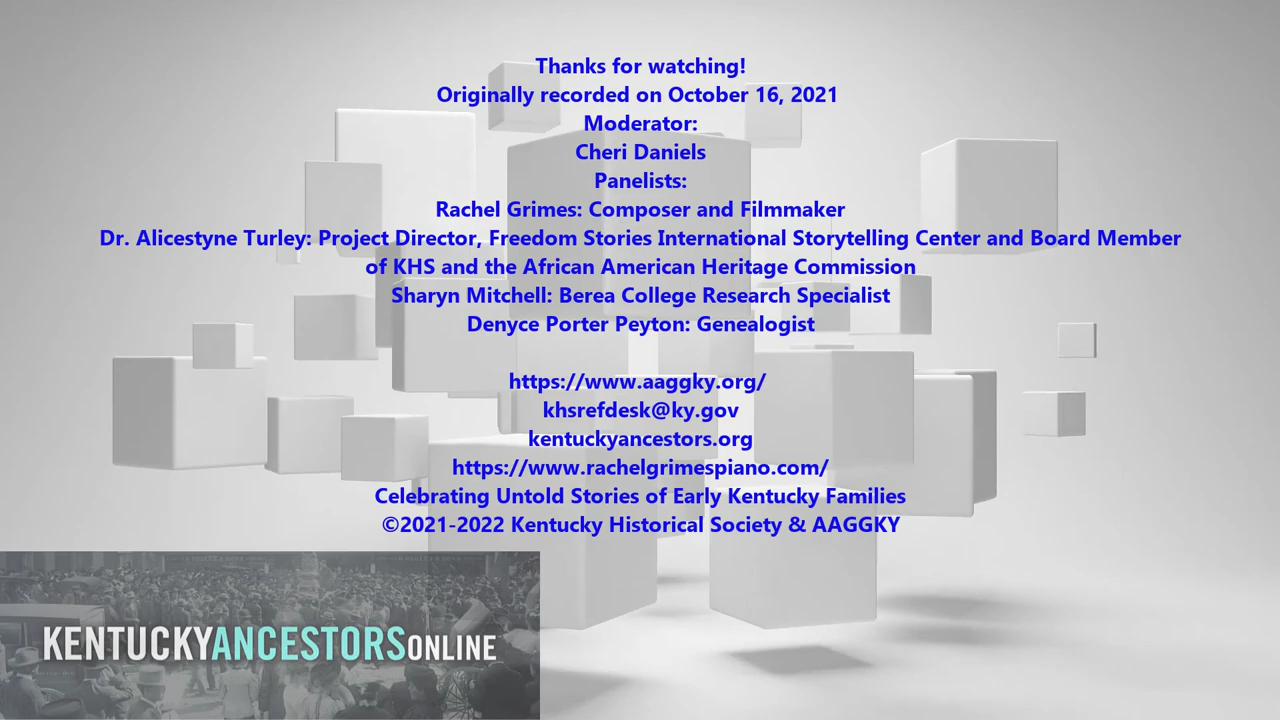 Thanks for watching!
Originally recorded on October 16, 2021
Moderator:
Cheri Daniels
Panelists:
Rachel Grimes: Composer and Filmmaker
Dr. Alicestyne Turley: Project Director, Freedom Stories International Storytelling Center and Board Member
of KHS and the African American Heritage Commission
Sharyn Mitchell: Berea College Research Specialist
Denyce Porter Peyton: Genealogist
https://www.aaggky.org/
khsrefdesk@ky.gov
kentuckyancestors.org
https://www.rachelgrimespiano.com/
Celebrating Untold Stories of Early Kentucky Families
©2021-2022 Kentucky Historical Society & AAGGKY
KENTUCKYANCESTORSONLINE